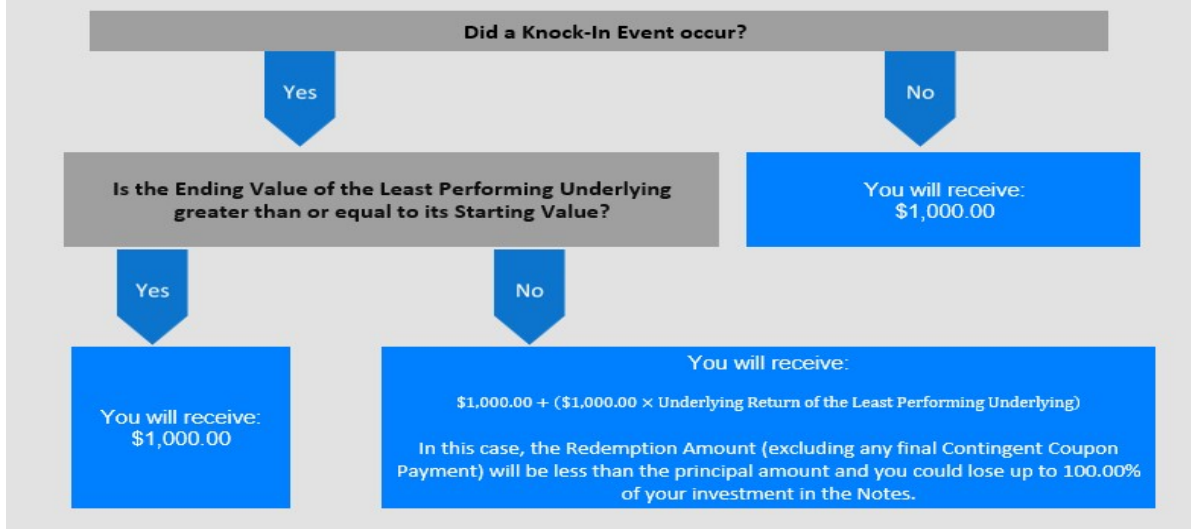 Did a Knock-In Event occur?
Yes
No
Is the Ending Value of the Least Performing Underlying
greater than or equal to its Starting Value?
You will receive:
$1,000.00
Yes
No
You will receive:
$1,000.00
You will receive:
$1,000.00 + ($1,000.00 × Underlying Return of the Least Performing Underlying)
In this case, the Redemption Amount (excluding any final Contingent Coupon
Payment) will be less than the principal amount and you could lose up to 100.00%
of your investment in the Notes.